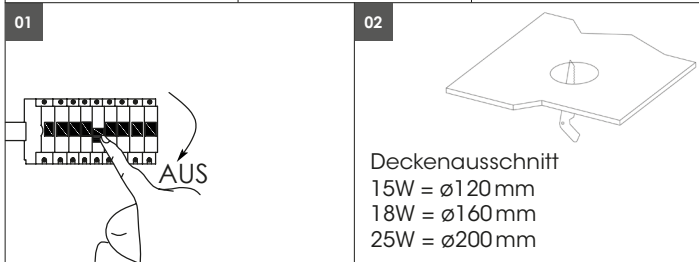 01
AUS
02
Deckenausschnitt
15W = ø120 mm
18W = ø160 mm
25W = ø200 mm